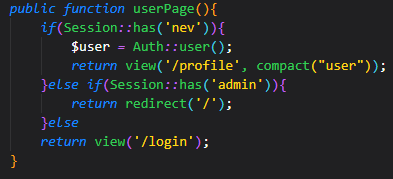 public function userPage(){
    if(Session::has('nev')){
        $user = Auth::user();
        return view('/profile', compact("user"));
    }else if(Session::has('admin')){
        return redirect('/');
    }else
    return view('/login');
}